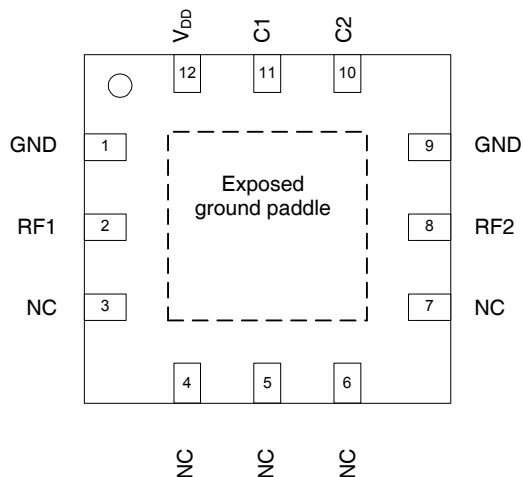 V_DD C1 C2
12 11 10
GND 1 9 GND
Exposed
ground paddle
RF1 2 8 RF2
NC 3 7 NC
4 5 6
NC NC NC